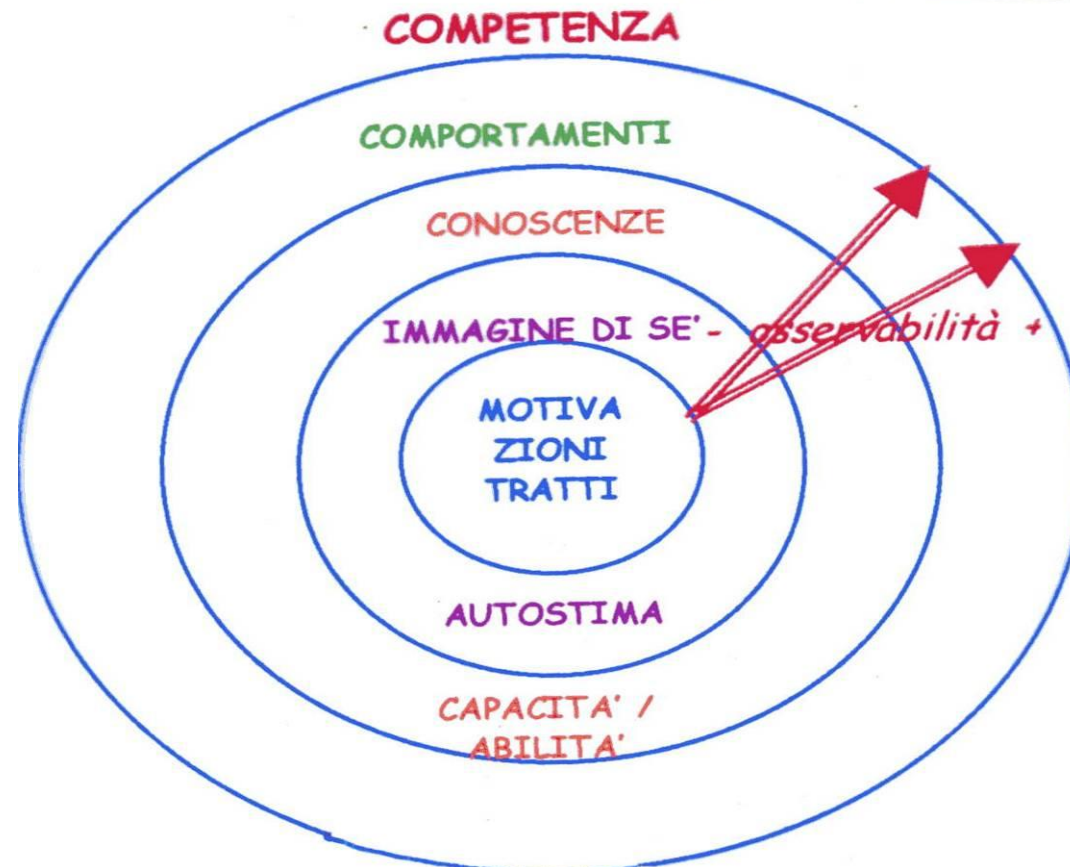 COMPETENZA
COMPORTAMENTI
CONOSCENZE
IMMAGINE DI SE' - osservabilità +
MOTIVA
ZIONI
TRATTI
AUTOSTIMA
CAPACITA' /
ABILITA'